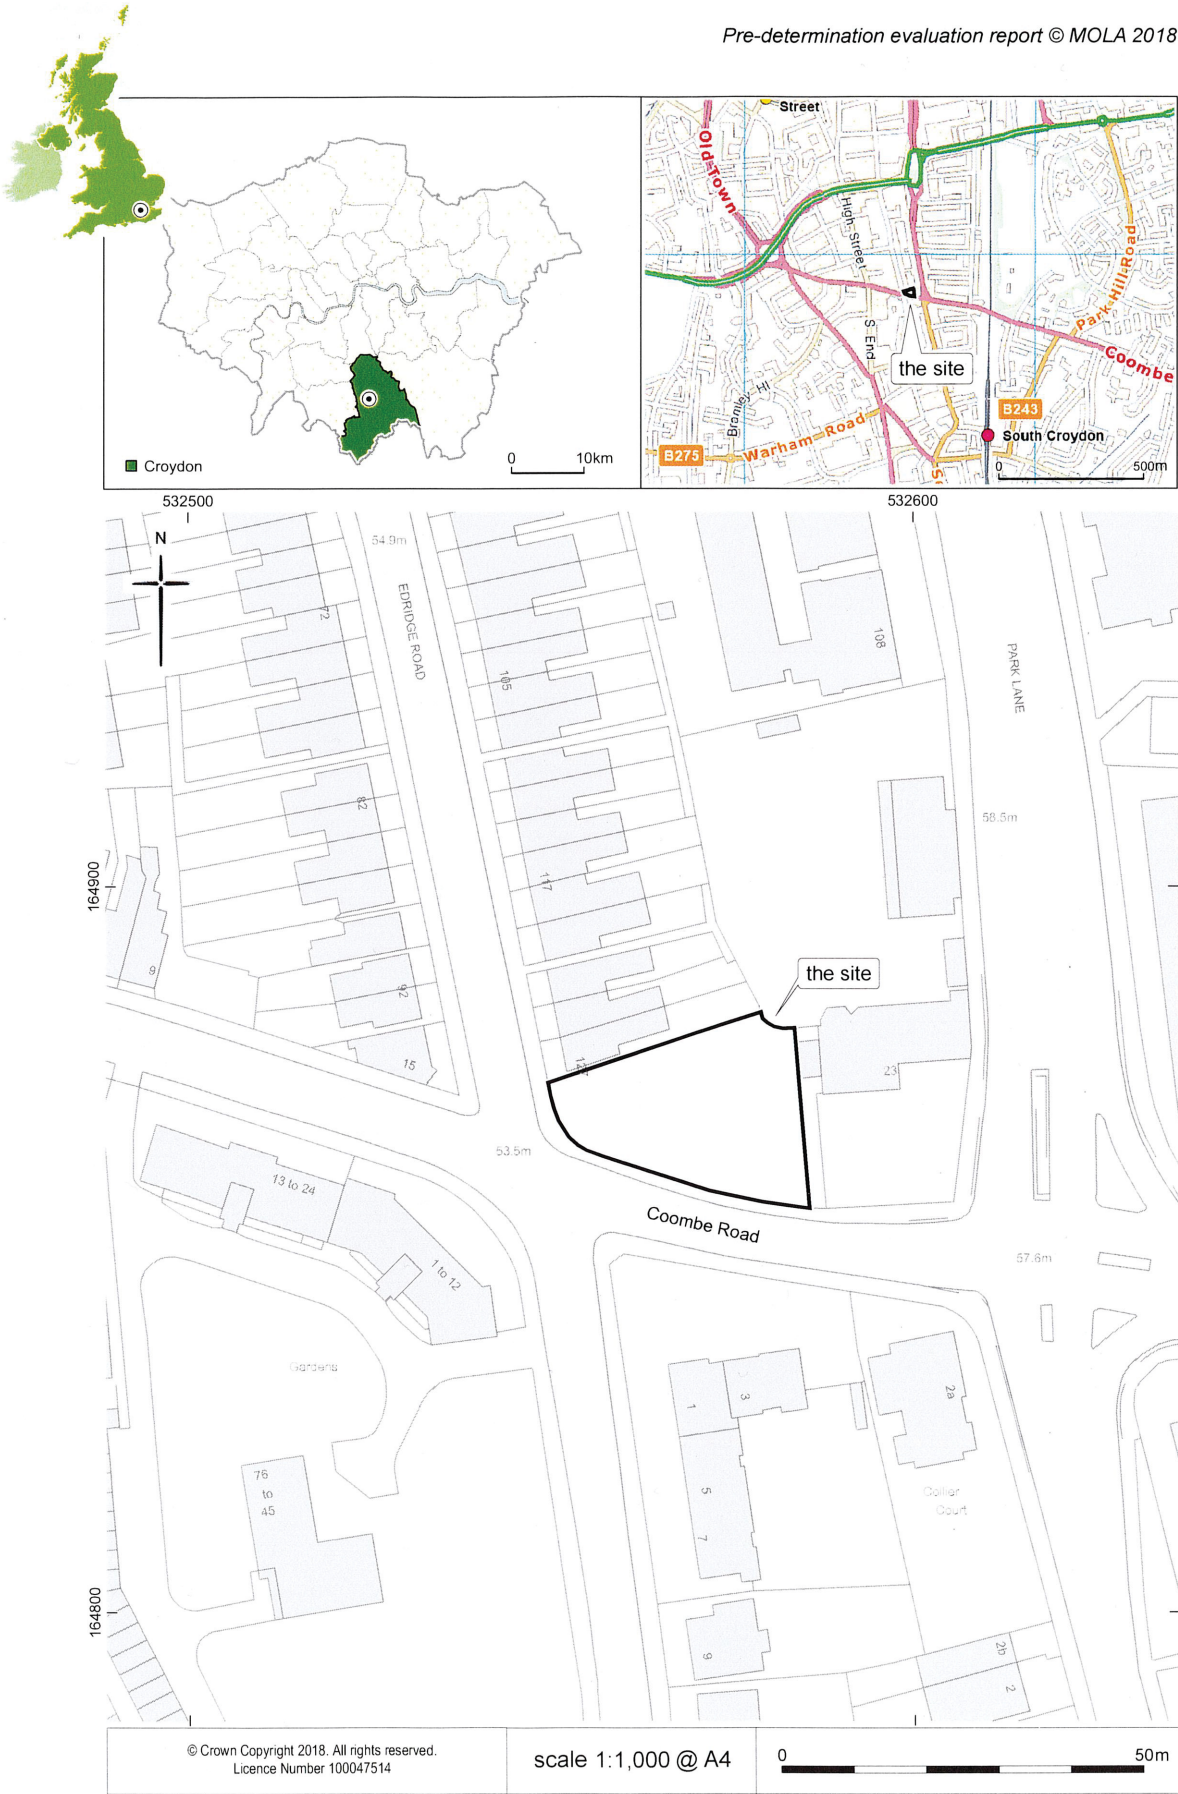 Pre-determination evaluation report © MOLA 2018
Croydon
0 10km
Street
Old Town
High Street
S End
the site
Park Hill Road
Coombe
Bromley Hl
Warham Road
B275
B243
South Croydon
0 500m
532500
532600
N
54.9m
EDRIDGE ROAD
72
105
108
PARK LANE
82
58.5m
117
164900
9
92
the site
15
23
53.5m
13 to 24
Coombe Road
1 to 12
57.6m
Gardens
1
3
2a
76
to
45
5
7
Collier
Court
164800
9
2b
2
© Crown Copyright 2018. All rights reserved.
Licence Number 100047514
scale 1:1,000 @ A4
0 50m